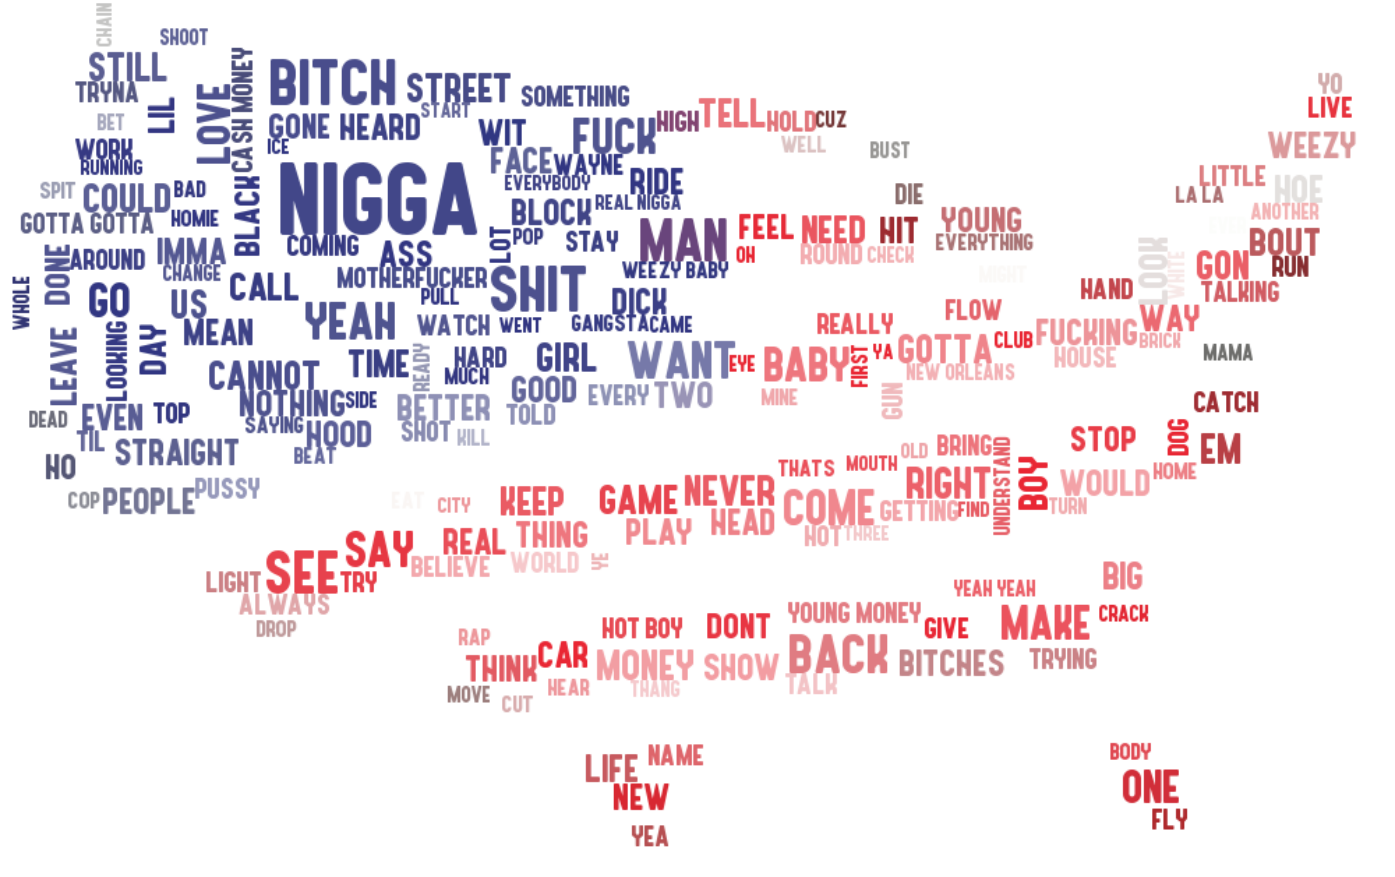 CHAIN
SHOOT
STILL
TRYNA
BET
LIL
LOVE
CASH MONEY
BITCH
STREET
START
SOMETHING
GONE
HEARD
ICE
WIT
FUCK
HIGH
TELL
HOLD
CUZ
WELL
BUST
YO
LIVE
WEEZY
WORK
RUNNING
FACE
WAYNE
EVERYBODY
RIDE
REAL NIGGA
NIGGA
SPIT
COULD
BAD
BLACK
DIE
LITTLE
LA LA
HOE
ANOTHER
EVEN
GOTTA GOTTA
HOMIE
BLOCK
LOT
POP
STAY
MAN
FEEL
OH
NEED
HIT
ROUND
CHECK
YOUNG
EVERYTHING
MIGHT
BOUT
RUN
GON
TALKING
LOOK
WHITE
WHOLE
DONE
AROUND
IMMA
CHANGE
COMING
ASS
MOTHERFUCKER
PULL
SHIT
WEEZY BABY
DICK
GO
US
CALL
YEAH
WATCH
WENT
GANGSTA
CAME
HAND
FLOW
REALLY
WAY
FUCKING
BRICK
HOUSE
MAMA
LEAVE
LOOKING
DAY
MEAN
TIME
READY
HARD
MUCH
GIRL
WANT
EYE
BABY
FIRST
YA
GOTTA
CLUB
NEW ORLEANS
GUN
MINE
CANNOT
NOTHING
SIDE
SAYING
BETTER
GOOD
EVERY
TWO
TOLD
SHOT
KILL
DEAD
EVEN
TOP
TIL
STRAIGHT
HOOD
BEAT
HO
COP
PEOPLE
PUSSY
CATCH
DOG
EM
STOP
OLD
BRING
UNDERSTAND
BOY
WOULD
HOME
TURN
THATS
MOUTH
RIGHT
FIND
GETTING
EAT
CITY
KEEP
GAME
NEVER
COME
HEAD
PLAY
HOT
THREE
SEE
SAY
REAL
THING
BELIEVE
WORLD
YE
LIGHT
TRY
ALWAYS
DROP
YEAH YEAH
BIG
CRACK
MAKE
GIVE
YOUNG MONEY
RAP
HOT BOY
DONT
CAR
THINK
MONEY
SHOW
BACK
BITCHES
TRYING
TALK
MOVE
CUT
HEAR
THANG
LIFE
NAME
NEW
YEA
BODY
ONE
FLY